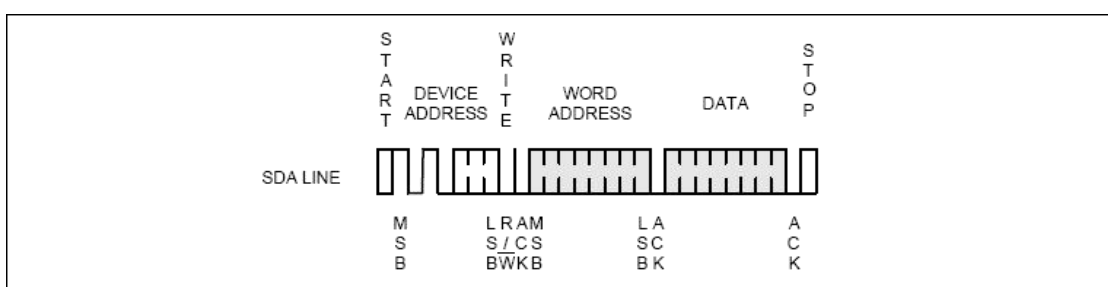 START
DEVICE
ADDRESS
WRITE
WORD
ADDRESS
DATA
STOP
SDA LINE
MSB
LSB
R/W
ACK
MSB
LSB
ACK
ACK